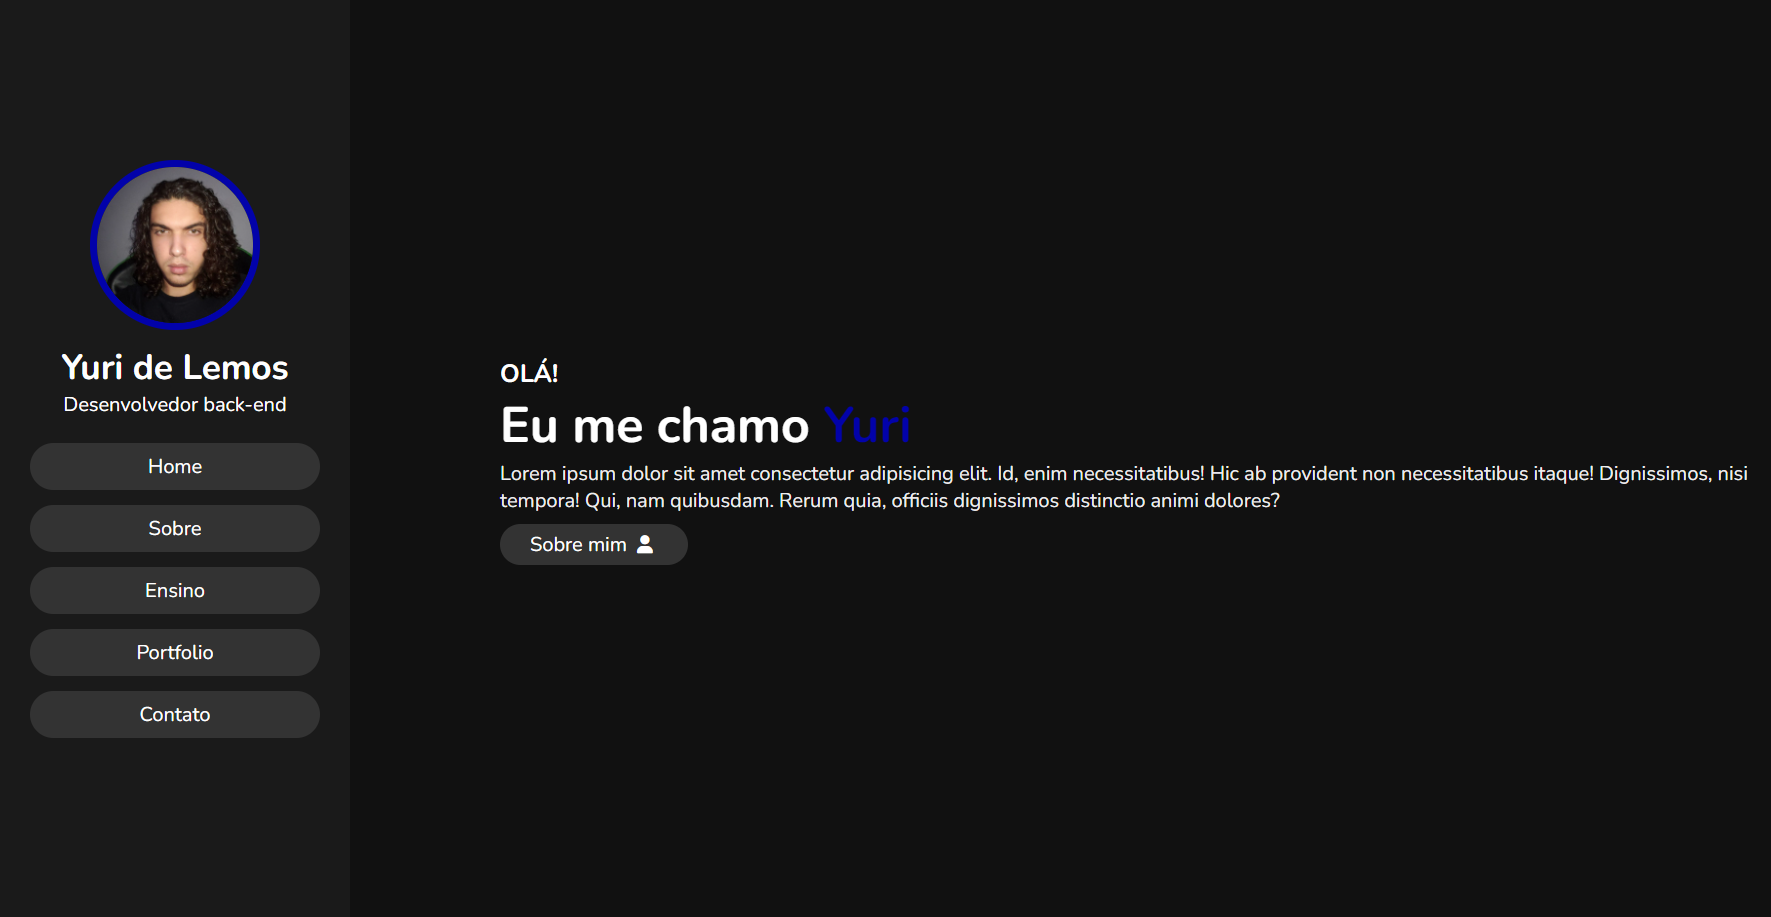 Yuri de Lemos
Desenvolvedor back-end
Home
Sobre
Ensino
Portfolio
Contato
OLÁ!
Eu me chamo Yuri
Lorem ipsum dolor sit amet consectetur adipisicing elit. Id, enim necessitatibus! Hic ab provident non necessitatibus itaque! Dignissimos, nisi
tempora! Qui, nam quibusdam. Rerum quia, officiis dignissimos distinctio animi dolores?
Sobre mim